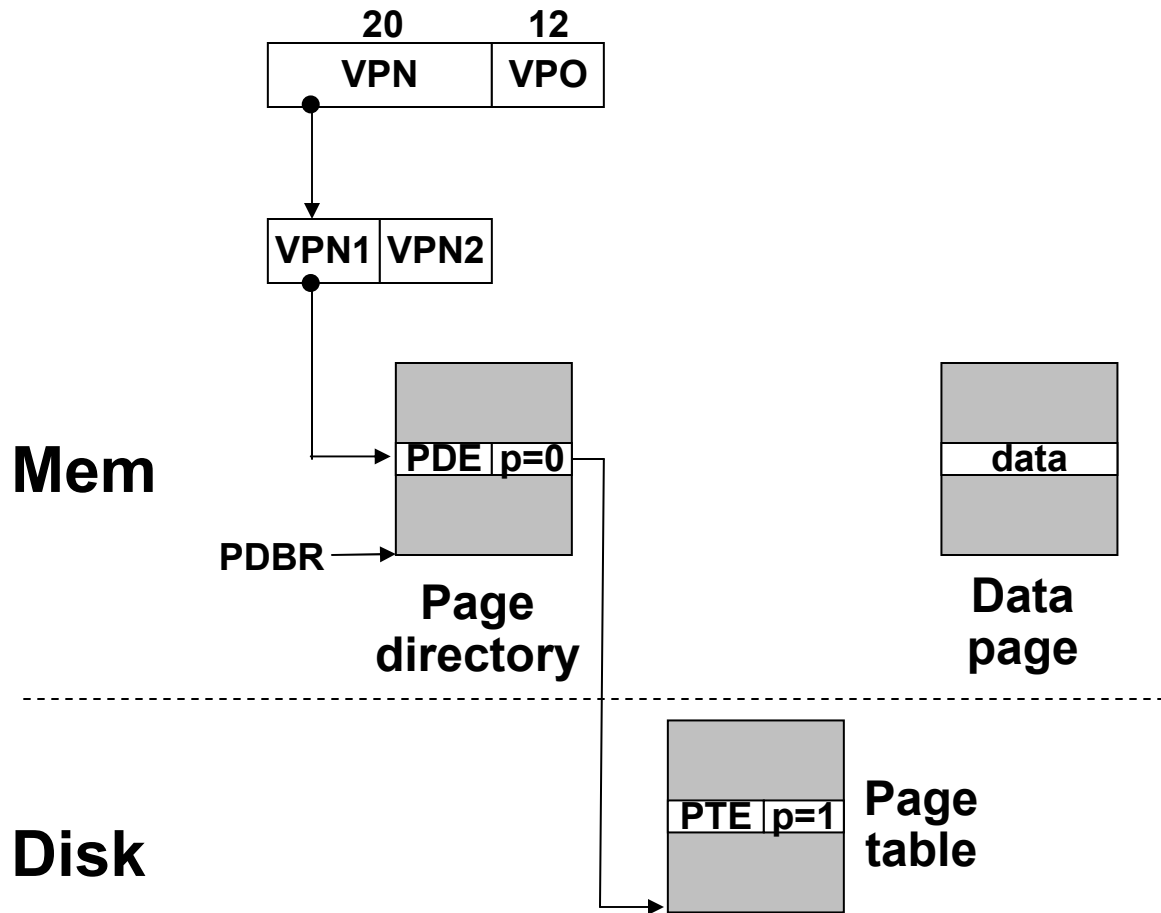 20 12
VPN VPO
VPN1 VPN2
Mem
PDE p=0
data
PDBR
Page
directory
Data
page
Disk
PTE p=1
Page
table